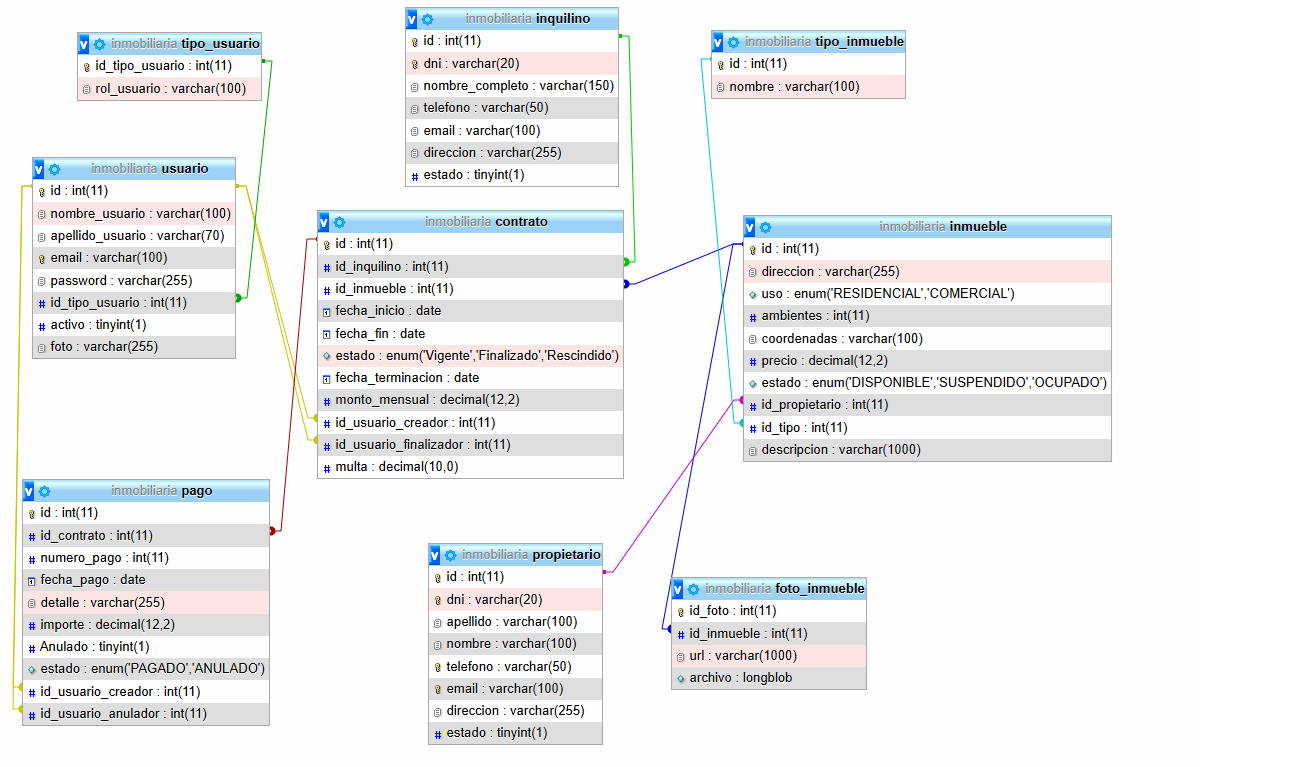 inmobiliaria tipo_usuario
id_tipo_usuario : int(11)
rol_usuario : varchar(100)
inmobiliaria inquilino
id : int(11)
dni : varchar(20)
nombre_completo : varchar(150)
telefono : varchar(50)
email : varchar(100)
direccion : varchar(255)
estado : tinyint(1)
inmobiliaria tipo_inmueble
id : int(11)
nombre : varchar(100)
inmobiliaria usuario
id : int(11)
nombre_usuario : varchar(100)
apellido_usuario : varchar(70)
email : varchar(100)
password : varchar(255)
id_tipo_usuario : int(11)
activo : tinyint(1)
foto : varchar(255)
inmobiliaria contrato
id : int(11)
id_inquilino : int(11)
id_inmueble : int(11)
fecha_inicio : date
fecha_fin : date
estado : enum('Vigente','Finalizado','Rescindido')
fecha_terminacion : date
monto_mensual : decimal(12,2)
id_usuario_creador : int(11)
id_usuario_finalizador : int(11)
multa : decimal(10,0)
inmobiliaria inmueble
id : int(11)
direccion : varchar(255)
uso : enum('RESIDENCIAL','COMERCIAL')
ambientes : int(11)
coordenadas : varchar(100)
precio : decimal(12,2)
estado : enum('DISPONIBLE','SUSPENDIDO','OCUPADO')
id_propietario : int(11)
id_tipo : int(11)
descripcion : varchar(1000)
inmobiliaria pago
id : int(11)
id_contrato : int(11)
numero_pago : int(11)
fecha_pago : date
detalle : varchar(255)
importe : decimal(12,2)
Anulado : tinyint(1)
estado : enum('PAGADO','ANULADO')
id_usuario_creador : int(11)
id_usuario_anulador : int(11)
inmobiliaria propietario
id : int(11)
dni : varchar(20)
apellido : varchar(100)
nombre : varchar(100)
telefono : varchar(50)
email : varchar(100)
direccion : varchar(255)
estado : tinyint(1)
inmobiliaria foto_inmueble
id_foto : int(11)
id_inmueble : int(11)
url : varchar(1000)
archivo : longblob